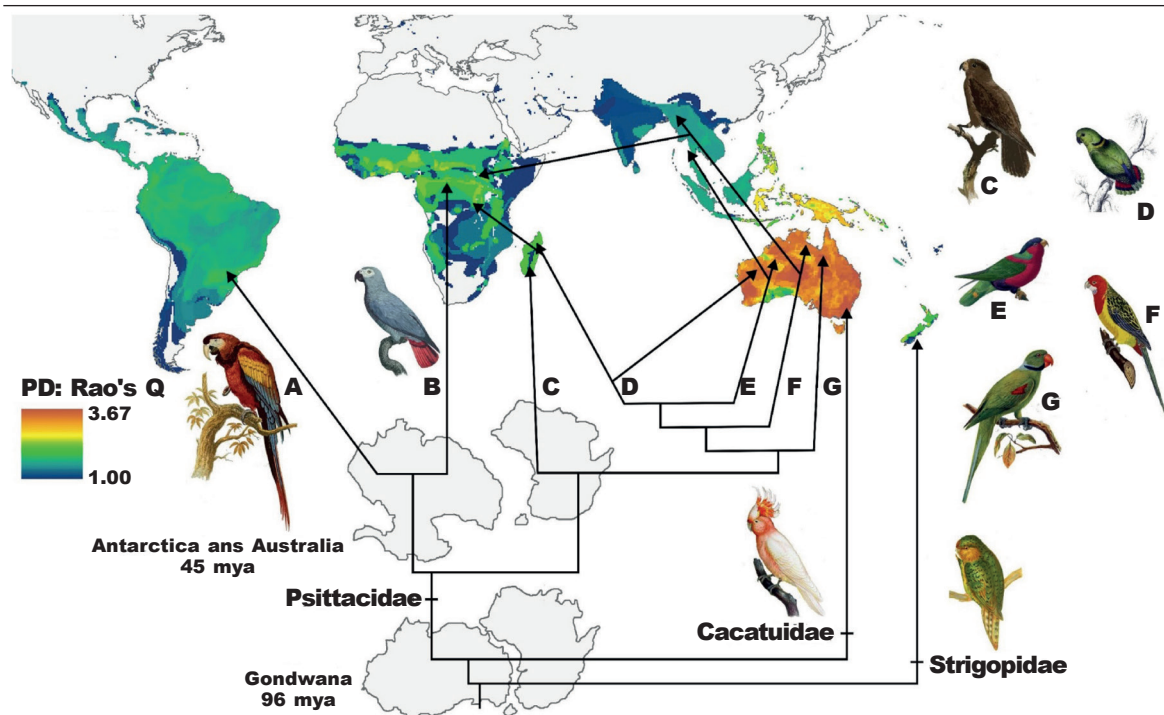 C
D
E
F
G
PD: Rao's Q
3.67
1.00
A
B
C
D
E
F
G
Antarctica ans Australia
45 mya
Psittacidae
Cacatuidae
Strigopidae
Gondwana
96 mya